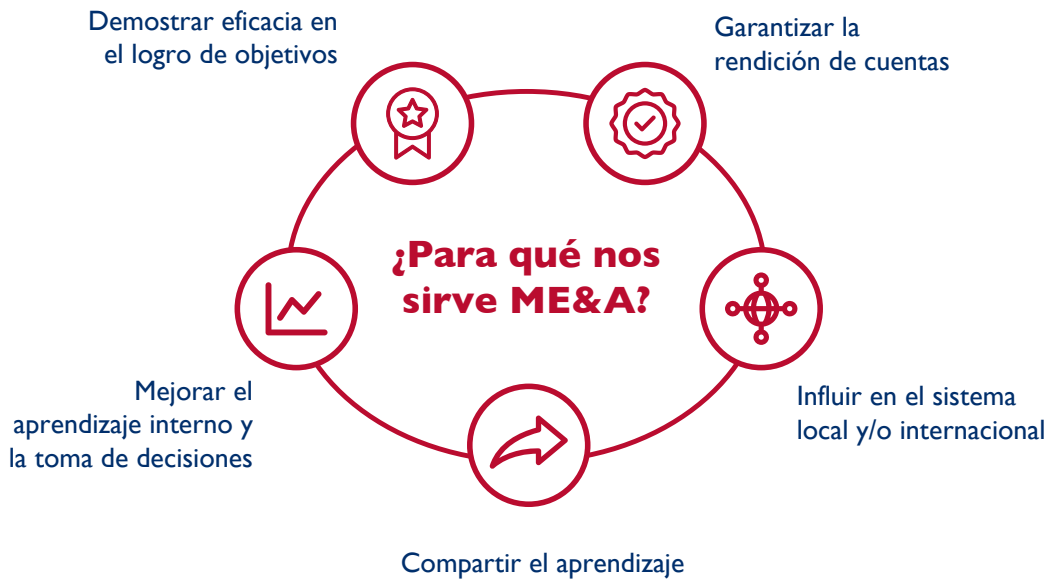 Demostrar eficacia en
el logro de objetivos
Garantizar la
rendición de cuentas
¿Para qué nos
sirve ME&A?
Mejorar el
aprendizaje interno y
la toma de decisiones
Influir en el sistema
local y/o internacional
Compartir el aprendizaje